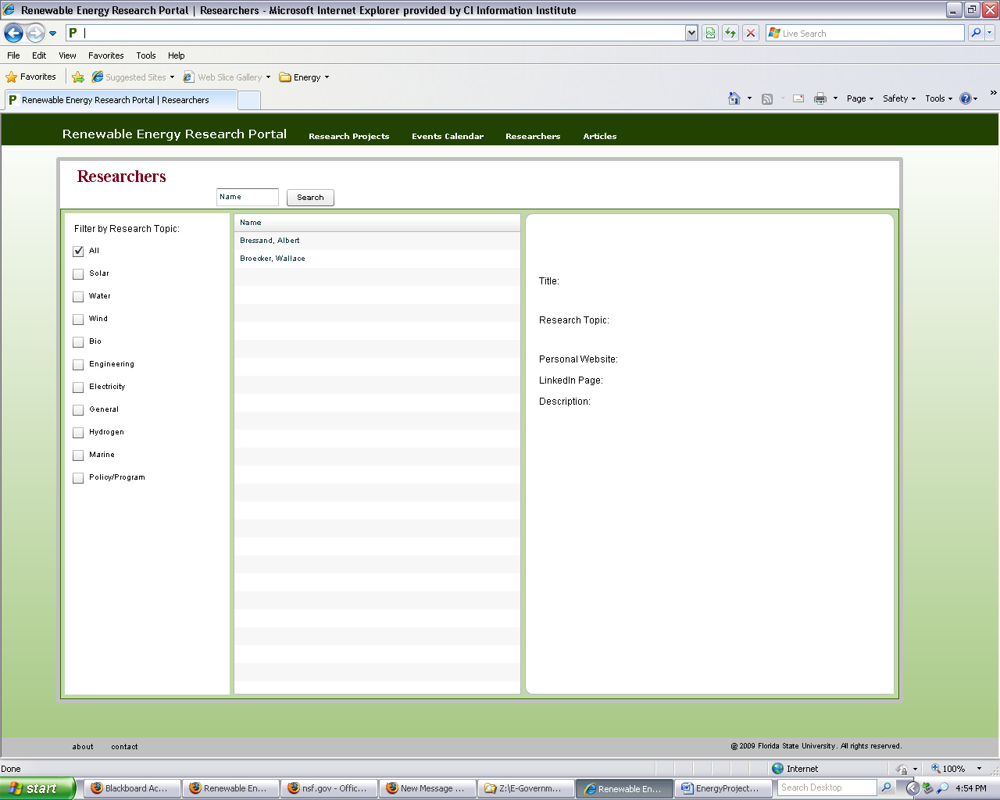 Renewable Energy Research Portal | Researchers - Microsoft Internet Explorer provided by CI Information Institute
P
Live Search
File Edit View Favorites Tools Help
Favorites Suggested Sites Web Slice Gallery Energy
P Renewable Energy Research Portal | Researchers
Page Safety Tools »
Renewable Energy Research Portal Research Projects Events Calendar Researchers Articles
Researchers
Name Search
Filter by Research Topic:
All
Solar
Water
Wind
Bio
Engineering
Electricity
General
Hydrogen
Marine
Policy/Program
Name
Bressand, Albert
Broecker, Wallace
Title:
Research Topic:
Personal Website:
LinkedIn Page:
Description:
about contact @ 2009 Florida State University. All rights reserved.
Done Internet 100%
start Blackboard Ac... Renewable En... nsf.gov - Offic... New Message ... Z:\E-Governm... Renewable En... EnergyProject... Search Desktop 4:54 PM